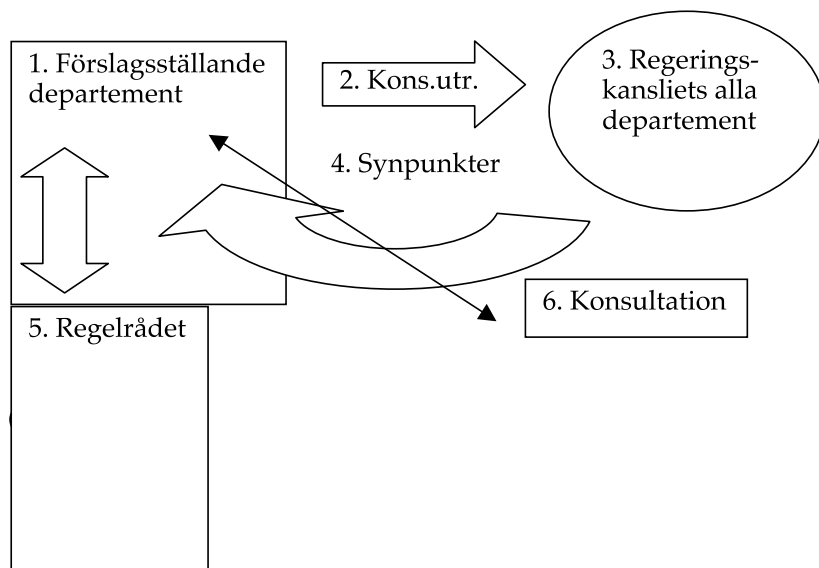 1. Förslagsställande
departement
2. Kons.utr.
3. Regerings-
kansliets alla
departement
4. Synpunkter
5. Regelrådet
6. Konsultation